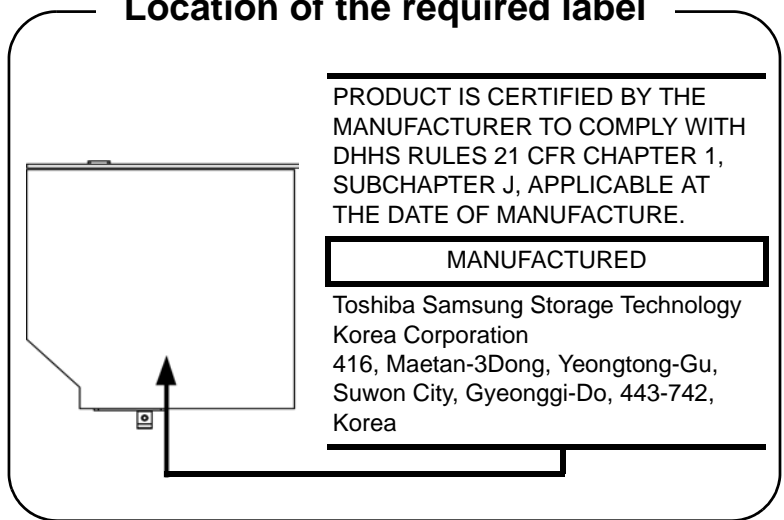 Location of the required label
PRODUCT IS CERTIFIED BY THE
MANUFACTURER TO COMPLY WITH
DHHS RULES 21 CFR CHAPTER 1,
SUBCHAPTER J, APPLICABLE AT
THE DATE OF MANUFACTURE.
MANUFACTURED
Toshiba Samsung Storage Technology
Korea Corporation
416, Maetan-3Dong, Yeongtong-Gu,
Suwon City, Gyeonggi-Do, 443-742,
Korea